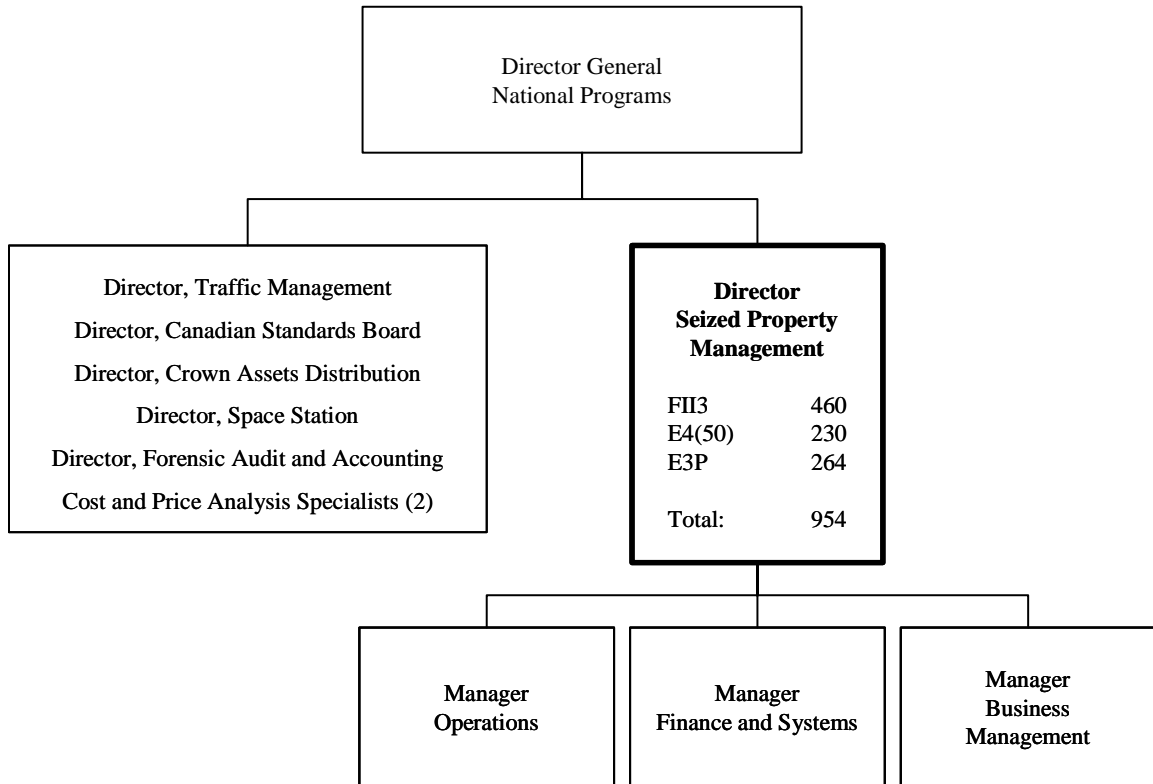 Director General
National Programs
Director, Traffic Management
Director, Canadian Standards Board
Director, Crown Assets Distribution
Director, Space Station
Director, Forensic Audit and Accounting
Cost and Price Analysis Specialists (2)
Director
Seized Property
Management
FII3 460
E4(50) 230
E3P 264
Total: 954
Manager
Operations
Manager
Finance and Systems
Manager
Business
Management